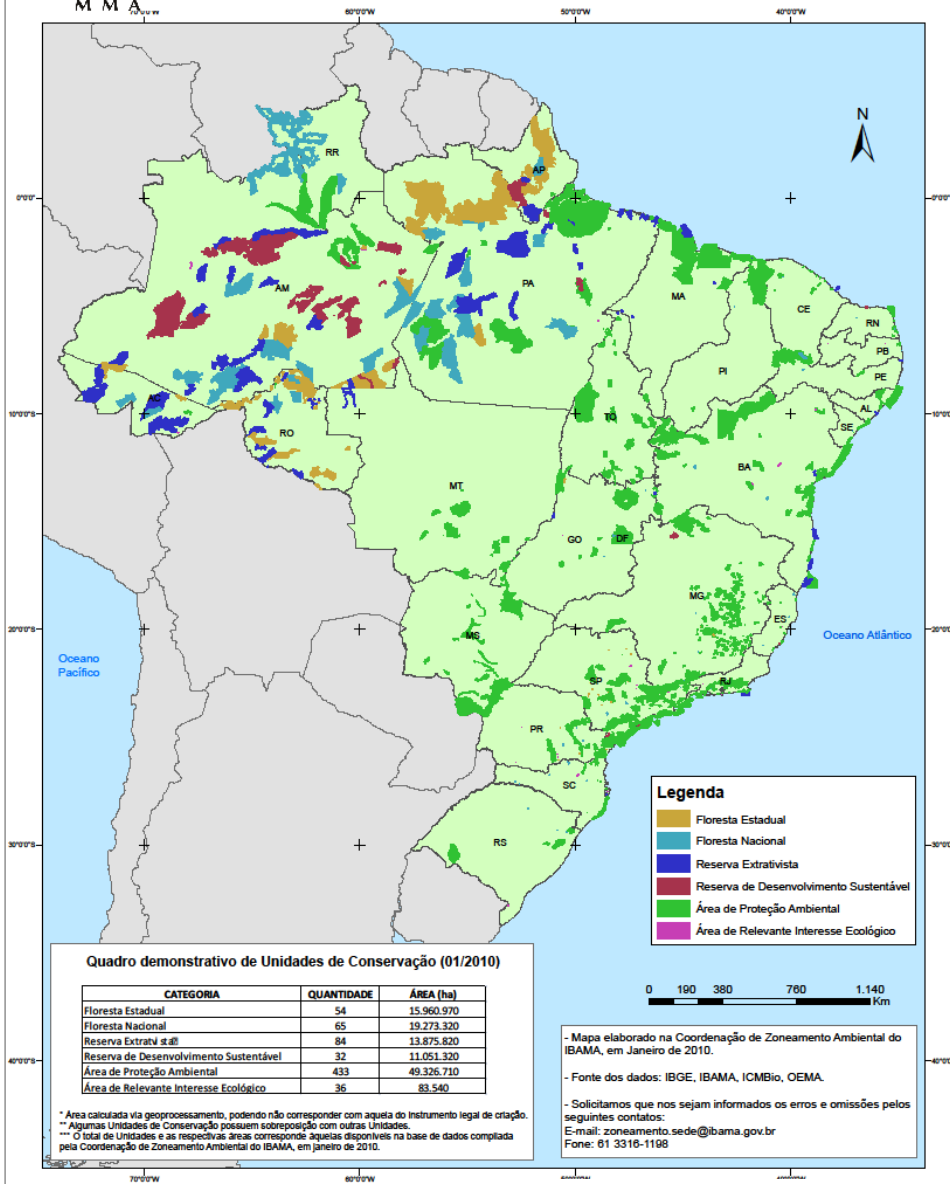 M M A
70°0'0"W 60°0'0"W 50°0'0"W 40°0'0"W
N
RR
AP
0°0'0" 0°0'0"
AM
PA
MA
CE
RN
PB
PI
PE
AC
AL
10°0'0"S 10°0'0"S
TO
SE
RO
BA
MT
GO
DF
MG
ES
MS
20°0'0"S 20°0'0"S
Oceano Atlântico
Oceano
Pacífico
SP
RJ
PR
SC
Legenda
Floresta Estadual
Floresta Nacional
RS
30°0'0"S 30°0'0"S
Reserva Extrativista
Reserva de Desenvolvimento Sustentável
Área de Proteção Ambiental
Área de Relevante Interesse Ecológico
Quadro demonstrativo de Unidades de Conservação (01/2010)
CATEGORIA QUANTIDADE ÁREA (ha)
Floresta Estadual 54 15.960.970
Floresta Nacional 65 19.273.320
Reserva 84 13.875.820
Reserva de Desenvolvimento Sustentável 32 11.051.320
Área de Proteção Ambiental 433 49.326.710
Área de Relevante Interesse Ecológico 36 83.540
* Área calculada via geoprocessamento, podendo não corresponder com aquela do instrumento legal de criação.
** Algumas Unidades de Conservação possuem sobreposição com outras Unidades.
*** O total de Unidades e as respectivas áreas corresponde àquelas disponíveis na base de dados compilada
pela Coordenação de Zoneamento Ambiental do IBAMA, em janeiro de 2010.
0 190 380 760 1.140
Km
- Mapa elaborado na Coordenação de Zoneamento Ambiental do
IBAMA, em Janeiro de 2010.
- Fonte dos dados: IBGE, IBAMA, ICMBio, OEMA.
- Solicitamos que nos sejam informados os erros e omissões pelos
seguintes contatos:
E-mail: zoneamento.sede@ibama.gov.br
Fone: 61 3316-1198
40°0'0"S 40°0'0"S
70°0'0"W 60°0'0"W 50°0'0"W 40°0'0"W